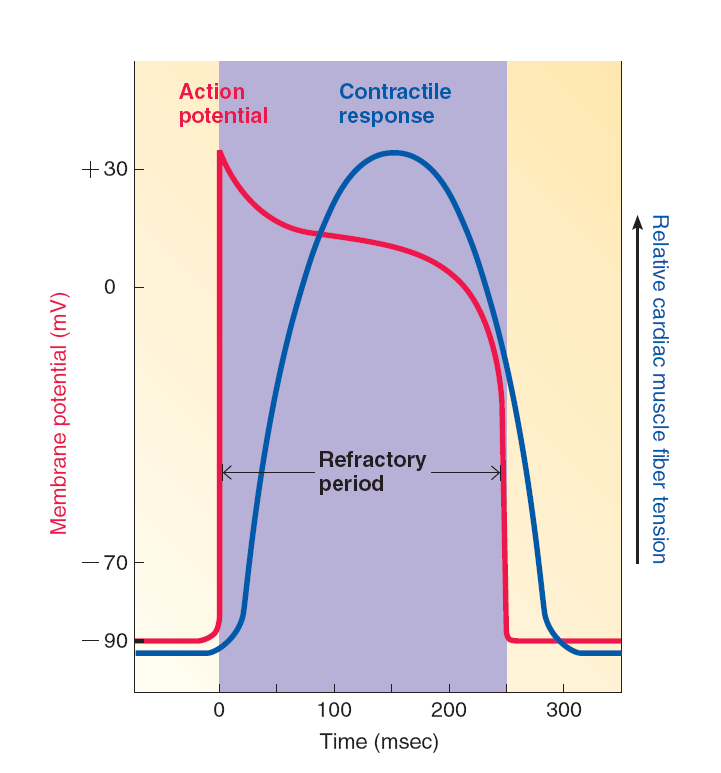 Action
potential
Contractile
response
+30
0
Membrane potential (mV)
Relative cardiac muscle fiber tension
Refractory
period
—70
—90
0
100
200
300
Time (msec)